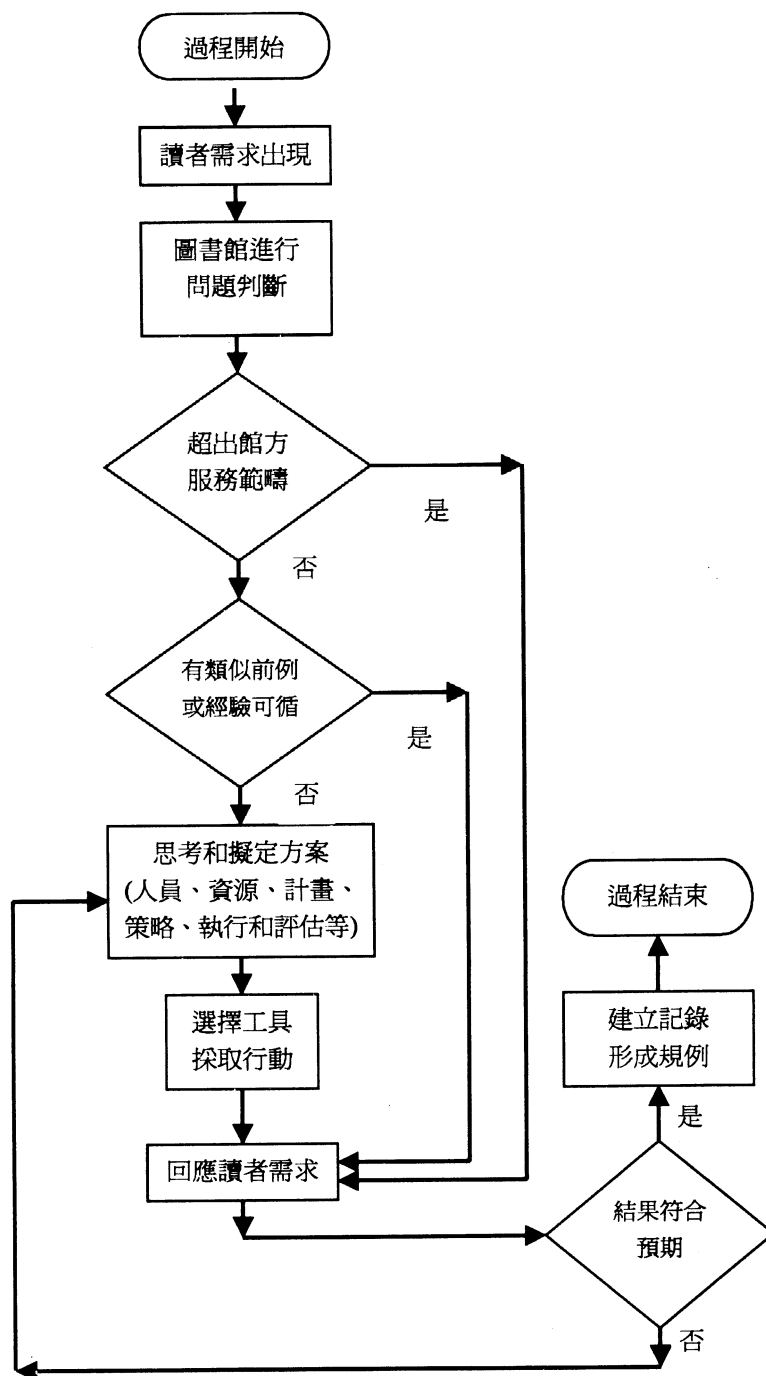 過程開始
讀者需求出現
圖書館進行
問題判斷
超出館方
服務範疇
是
否
有類似前例
或經驗可循
是
否
思考和擬定方案
(人員、資源、計畫、
策略、執行和評估等)
選擇工具
採取行動
回應讀者需求
結果符合
預期
是
否
建立記錄
形成規例
過程結束